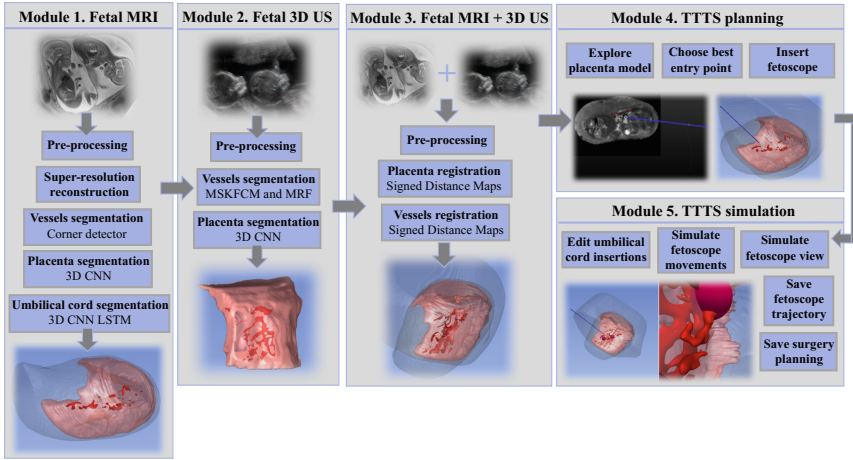 Module 1. Fetal MRI
Pre-processing
Super-resolution
reconstruction
Vessels segmentation
Corner detector
Placenta segmentation
3D CNN
Umbilical cord segmentation
3D CNN LSTM
Module 2. Fetal 3D US
Pre-processing
Vessels segmentation
MSKFCM and MRF
Placenta segmentation
3D CNN
Module 3. Fetal MRI + 3D US
+
Pre-processing
Placenta registration
Signed Distance Maps
Vessels registration
Signed Distance Maps
Module 4. TTTS planning
Explore
placenta model
Choose best
entry point
Insert
fetoscope
Module 5. TTTS simulation
Edit umbilical
cord insertions
Simulate
fetoscope
movements
Simulate
fetoscope view
Save
fetoscope
trajectory
Save surgery
planning